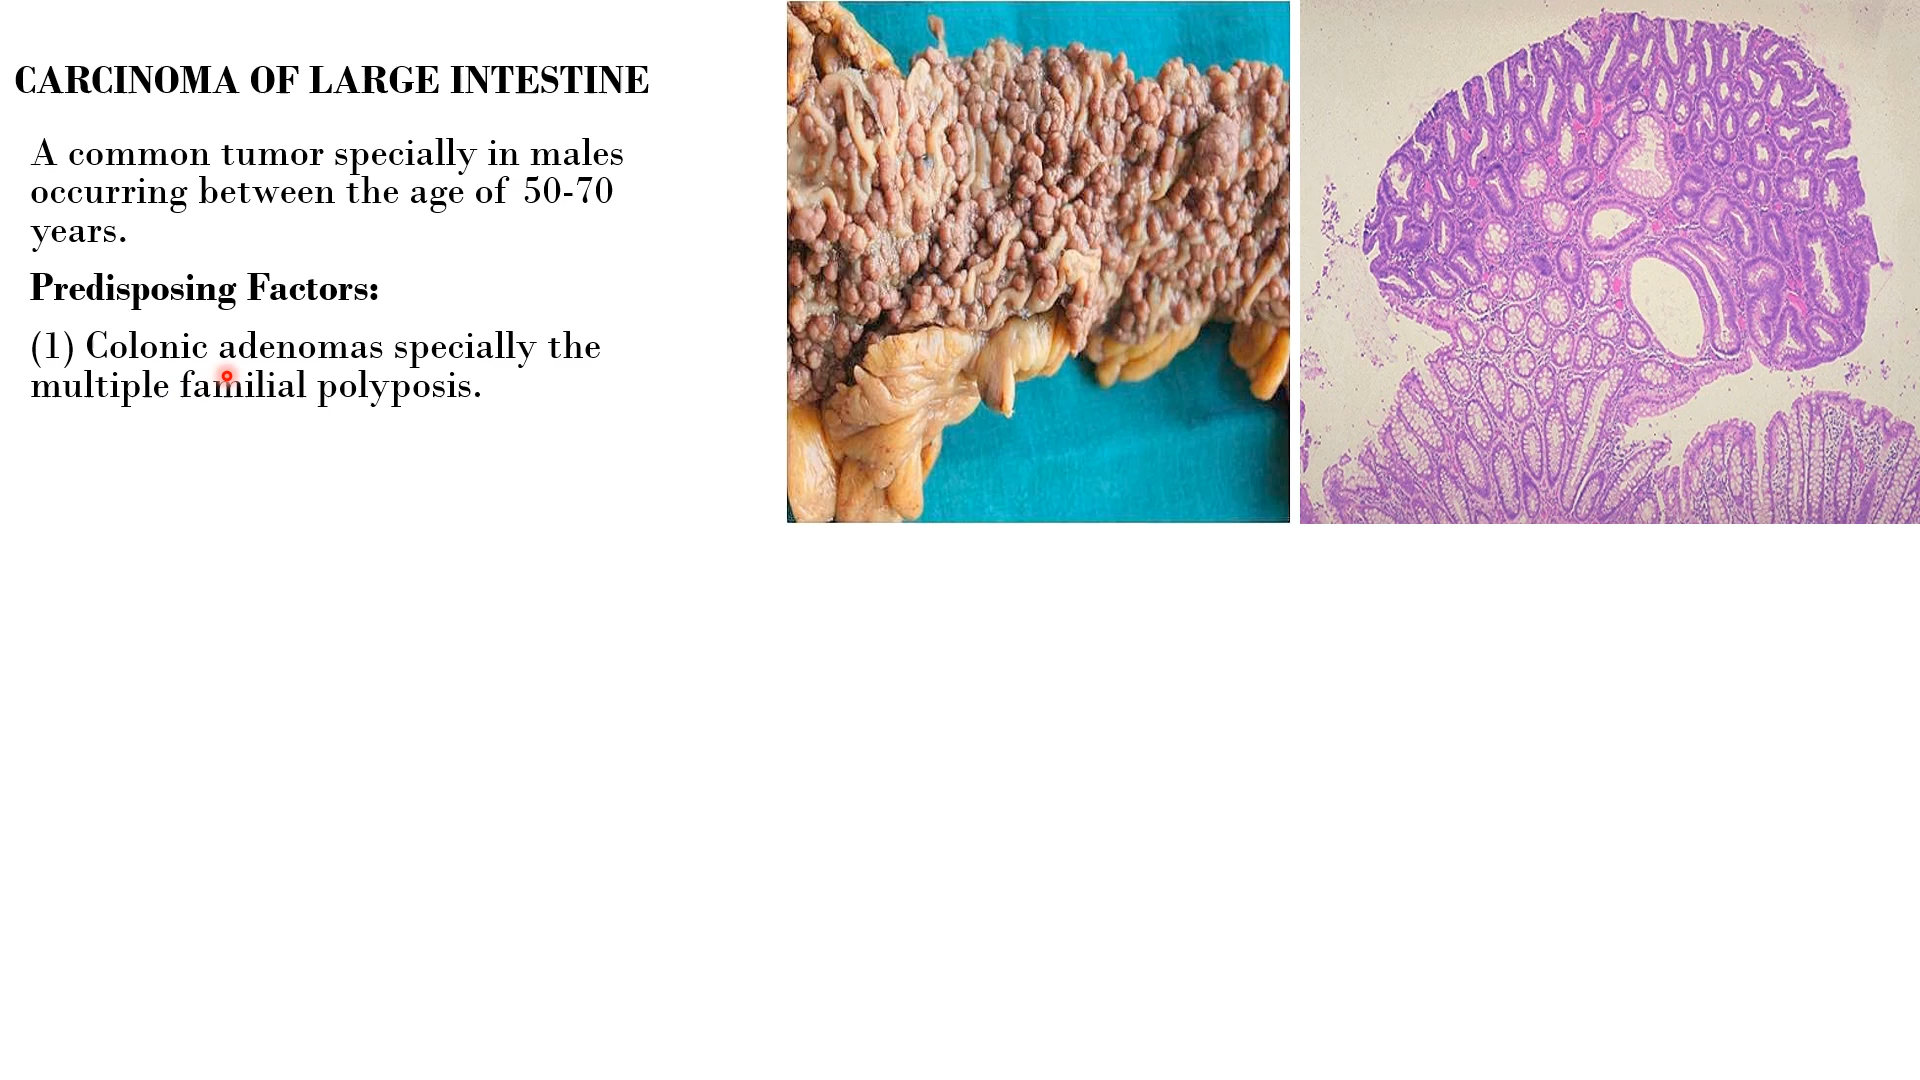 CARCINOMA OF LARGE INTESTINE
A common tumor specially in males
occurring between the age of 50-70
years.
Predisposing Factors:
(1) Colonic adenomas specially the
multiple familial polyposis.